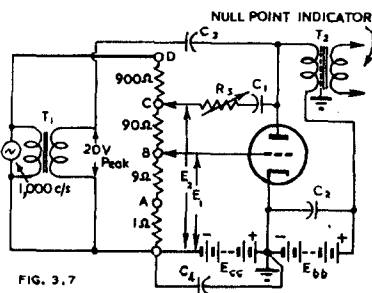 NULL POINT INDICATOR
C3
T2
D
900Ω
C
R3
C1
90Ω
T1
20V
Peak
B
E2
E1
9Ω
1,000 c/s
A
C2
1Ω
- + - +
Ecc
Ebb
C4
FIG. 3.7